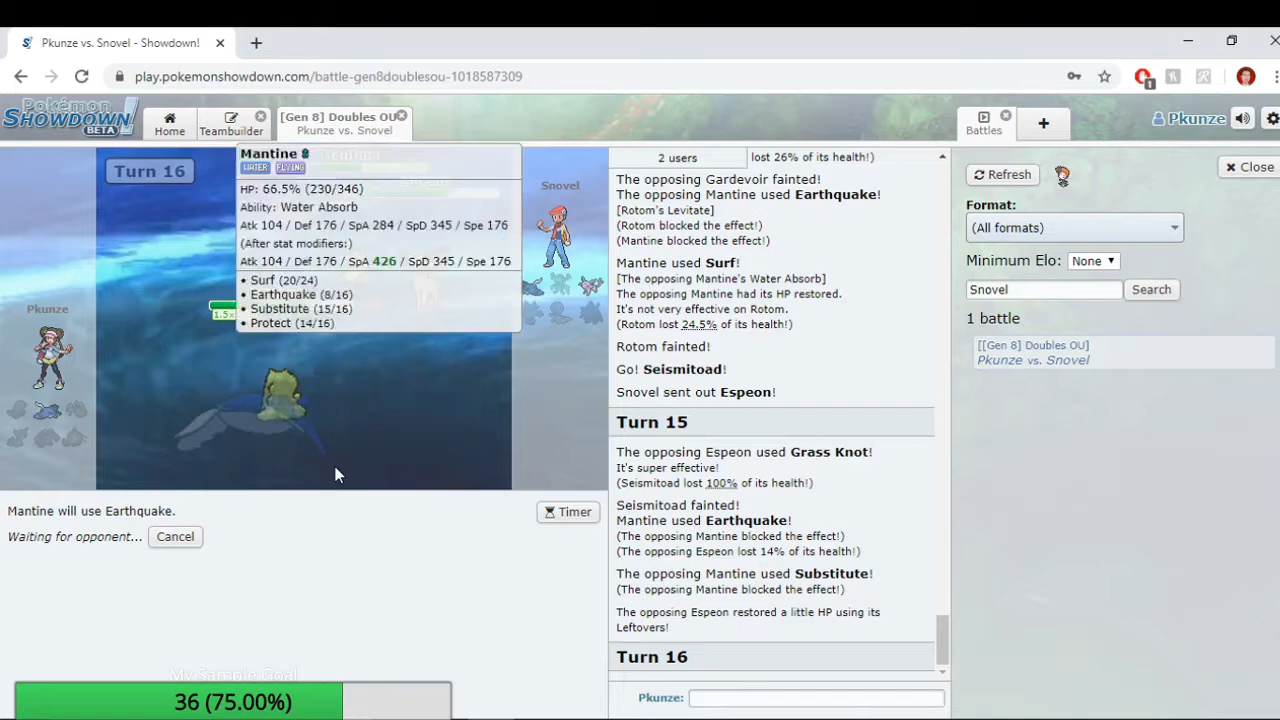 Pkunze vs. Snovel - Showdown!
play.pokemonshowdown.com/battle-gen8doublesou-1018587309
1
Pokémon
SHOWDOWN!
BETA
Home
Teambuilder
[Gen 8] Doubles OU
Pkunze vs. Snovel
Battles
Pkunze
Turn 16
Mantine
WATER FLYING
HP: 66.5% (230/346)
Ability: Water Absorb
Atk 104 / Def 176 / SpA 284 / SpD 345 / Spe 176
(After stat modifiers:)
Atk 104 / Def 176 / SpA 426 / SpD 345 / Spe 176
• Surf (20/24)
• Earthquake (8/16)
• Substitute (15/16)
• Protect (14/16)
1.5x
Pkunze
Snovel
Mantine will use Earthquake.
Waiting for opponent...
Cancel
Timer
My Sample Goal
36 (75.00%)
2 users
lost 26% of its health!)
The opposing Gardevoir fainted!
The opposing Mantine used Earthquake!
[Rotom's Levitate]
(Rotom blocked the effect!)
(Mantine blocked the effect!)
Mantine used Surf!
[The opposing Mantine's Water Absorb]
The opposing Mantine had its HP restored.
It's not very effective on Rotom.
(Rotom lost 24.5% of its health!)
Rotom fainted!
Go! Seismitoad!
Snovel sent out Espeon!
Turn 15
The opposing Espeon used Grass Knot!
It's super effective!
(Seismitoad lost 100% of its health!)
Seismitoad fainted!
Mantine used Earthquake!
(The opposing Mantine blocked the effect!)
(The opposing Espeon lost 14% of its health!)
The opposing Mantine used Substitute!
(The opposing Mantine blocked the effect!)
The opposing Espeon restored a little HP using its
Leftovers!
Turn 16
Pkunze:
Refresh
Close
Format:
(All formats)
Minimum Elo:
None
Snovel
Search
1 battle
[[Gen 8] Doubles OU]
Pkunze vs. Snovel